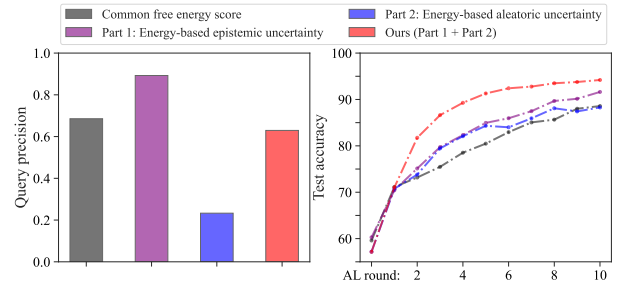 Common free energy score
Part 1: Energy-based epistemic uncertainty
Part 2: Energy-based aleatoric uncertainty
Ours (Part 1 + Part 2)
Query precision
1.0
0.8
0.6
0.4
0.2
0.0
Test accuracy
100
90
80
70
60
AL round: 2 4 6 8 10